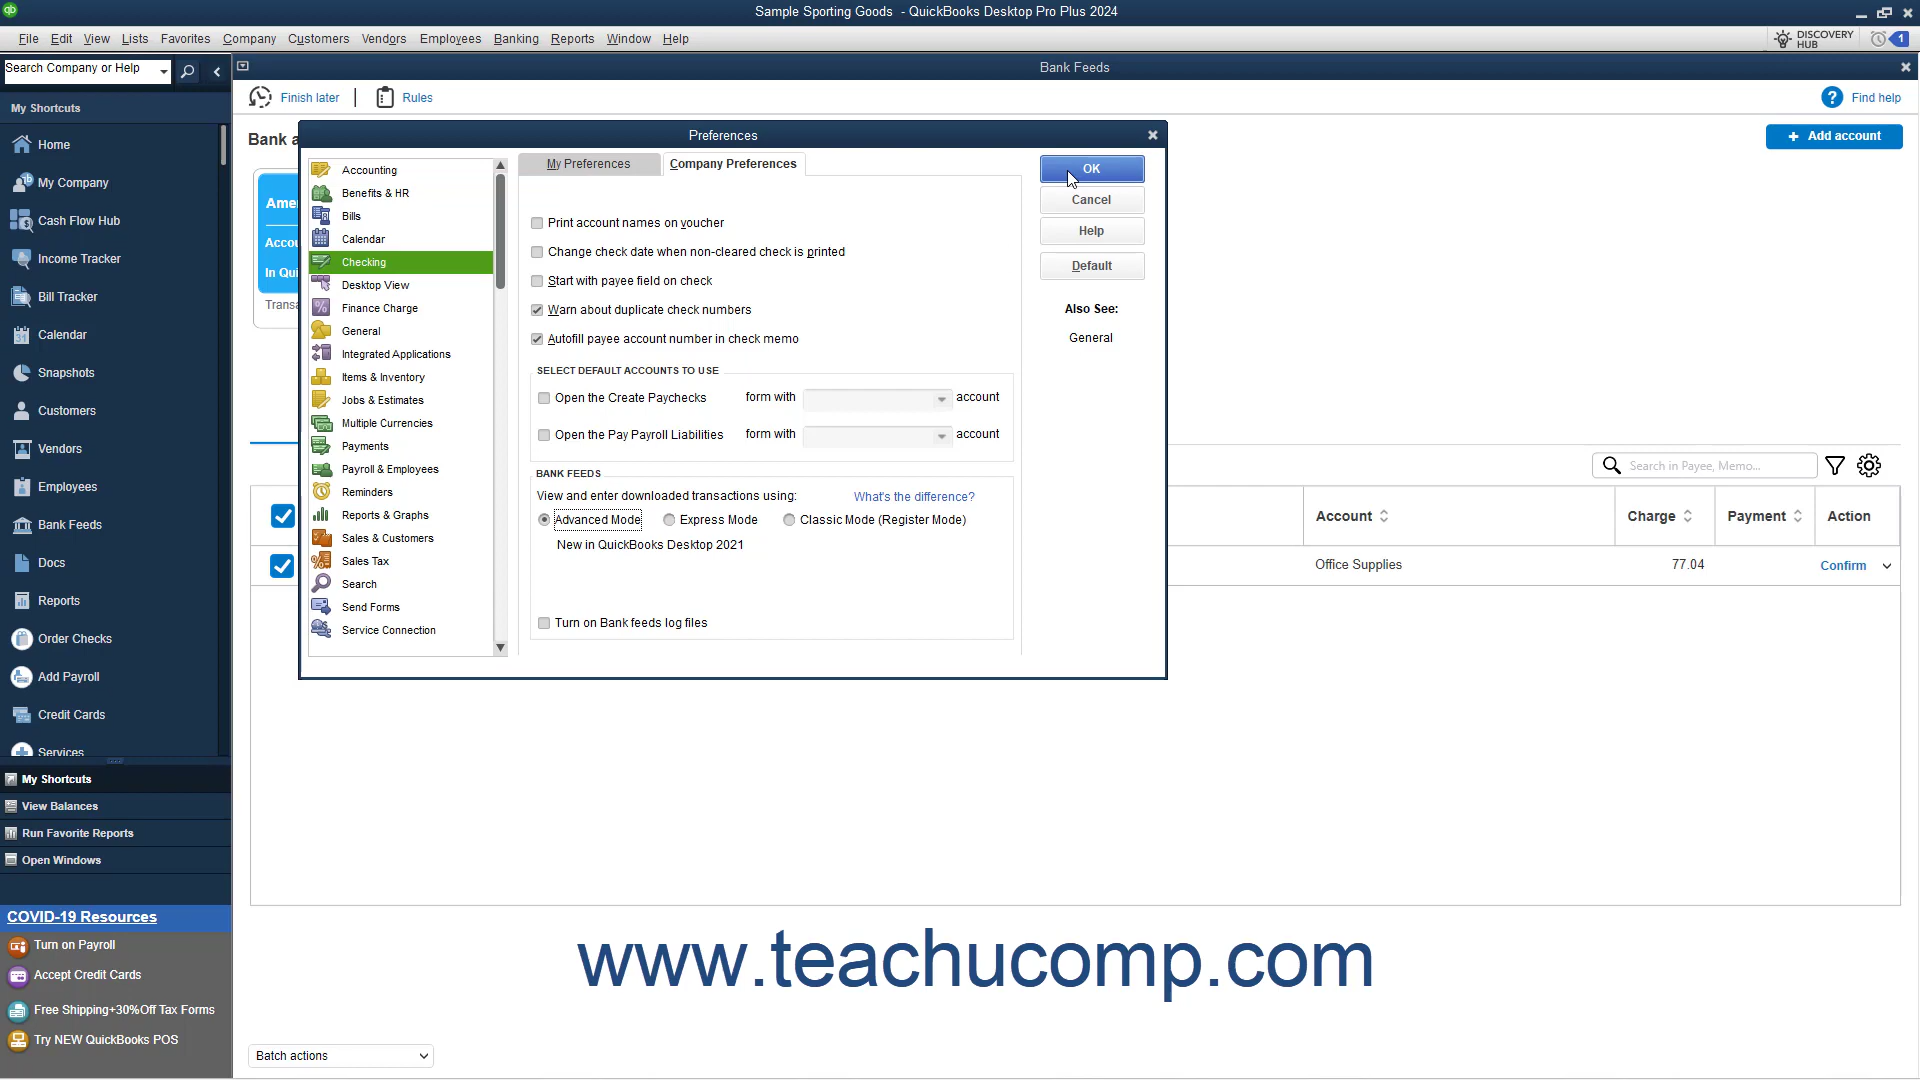 Sample Sporting Goods - QuickBooks Desktop Pro Plus 2024
File Edit View Lists Favorites Company Customers Vendors Employees Banking Reports Window Help
DISCOVERY HUB
1
Search Company or Help
Bank Feeds
Finish later
Rules
Find help
My Shortcuts
Home
My Company
Cash Flow Hub
Income Tracker
Bill Tracker
Calendar
Snapshots
Customers
Vendors
Employees
Bank Feeds
Docs
Reports
Order Checks
Add Payroll
Credit Cards
Services
My Shortcuts
View Balances
Run Favorite Reports
Open Windows
COVID-19 Resources
Turn on Payroll
Accept Credit Cards
Free Shipping+30%Off Tax Forms
Try NEW QuickBooks POS
Bank a
Add account
Ame
Accou
In Qui
Transa
Preferences
Accounting
Benefits & HR
Bills
Calendar
Checking
Desktop View
Finance Charge
General
Integrated Applications
Items & Inventory
Jobs & Estimates
Multiple Currencies
Payments
Payroll & Employees
Reminders
Reports & Graphs
Sales & Customers
Sales Tax
Search
Send Forms
Service Connection
My Preferences
Company Preferences
Print account names on voucher
Change check date when non-cleared check is printed
Start with payee field on check
Warn about duplicate check numbers
Autofill payee account number in check memo
SELECT DEFAULT ACCOUNTS TO USE
Open the Create Paychecks form with account
Open the Pay Payroll Liabilities form with account
BANK FEEDS
View and enter downloaded transactions using: What's the difference?
Advanced Mode Express Mode Classic Mode (Register Mode)
New in QuickBooks Desktop 2021
Turn on Bank feeds log files
OK
Cancel
Help
Default
Also See:
General
Search in Payee, Memo...
Account Charge Payment Action
Office Supplies 77.04 Confirm
www.teachucomp.com
Batch actions